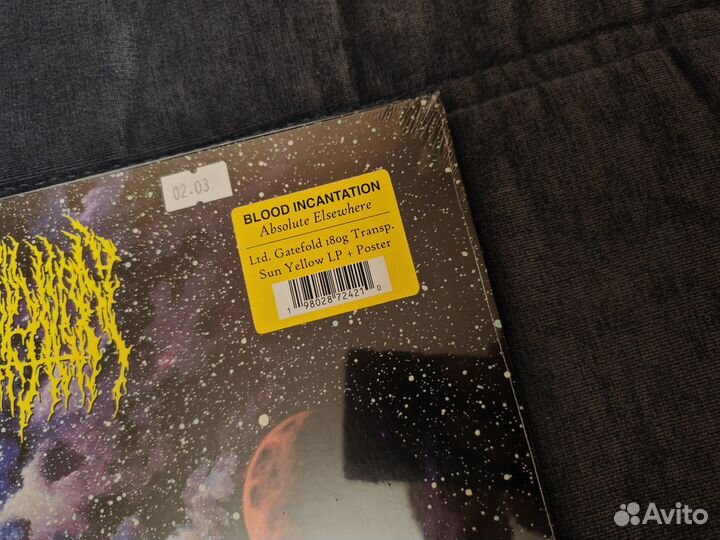 02.03
BLOOD INCANTATION
Absolute Elsewhere
Ltd. Gatefold 180g Transp.
Sun Yellow LP + Poster
1 98028 72421 0
Avito